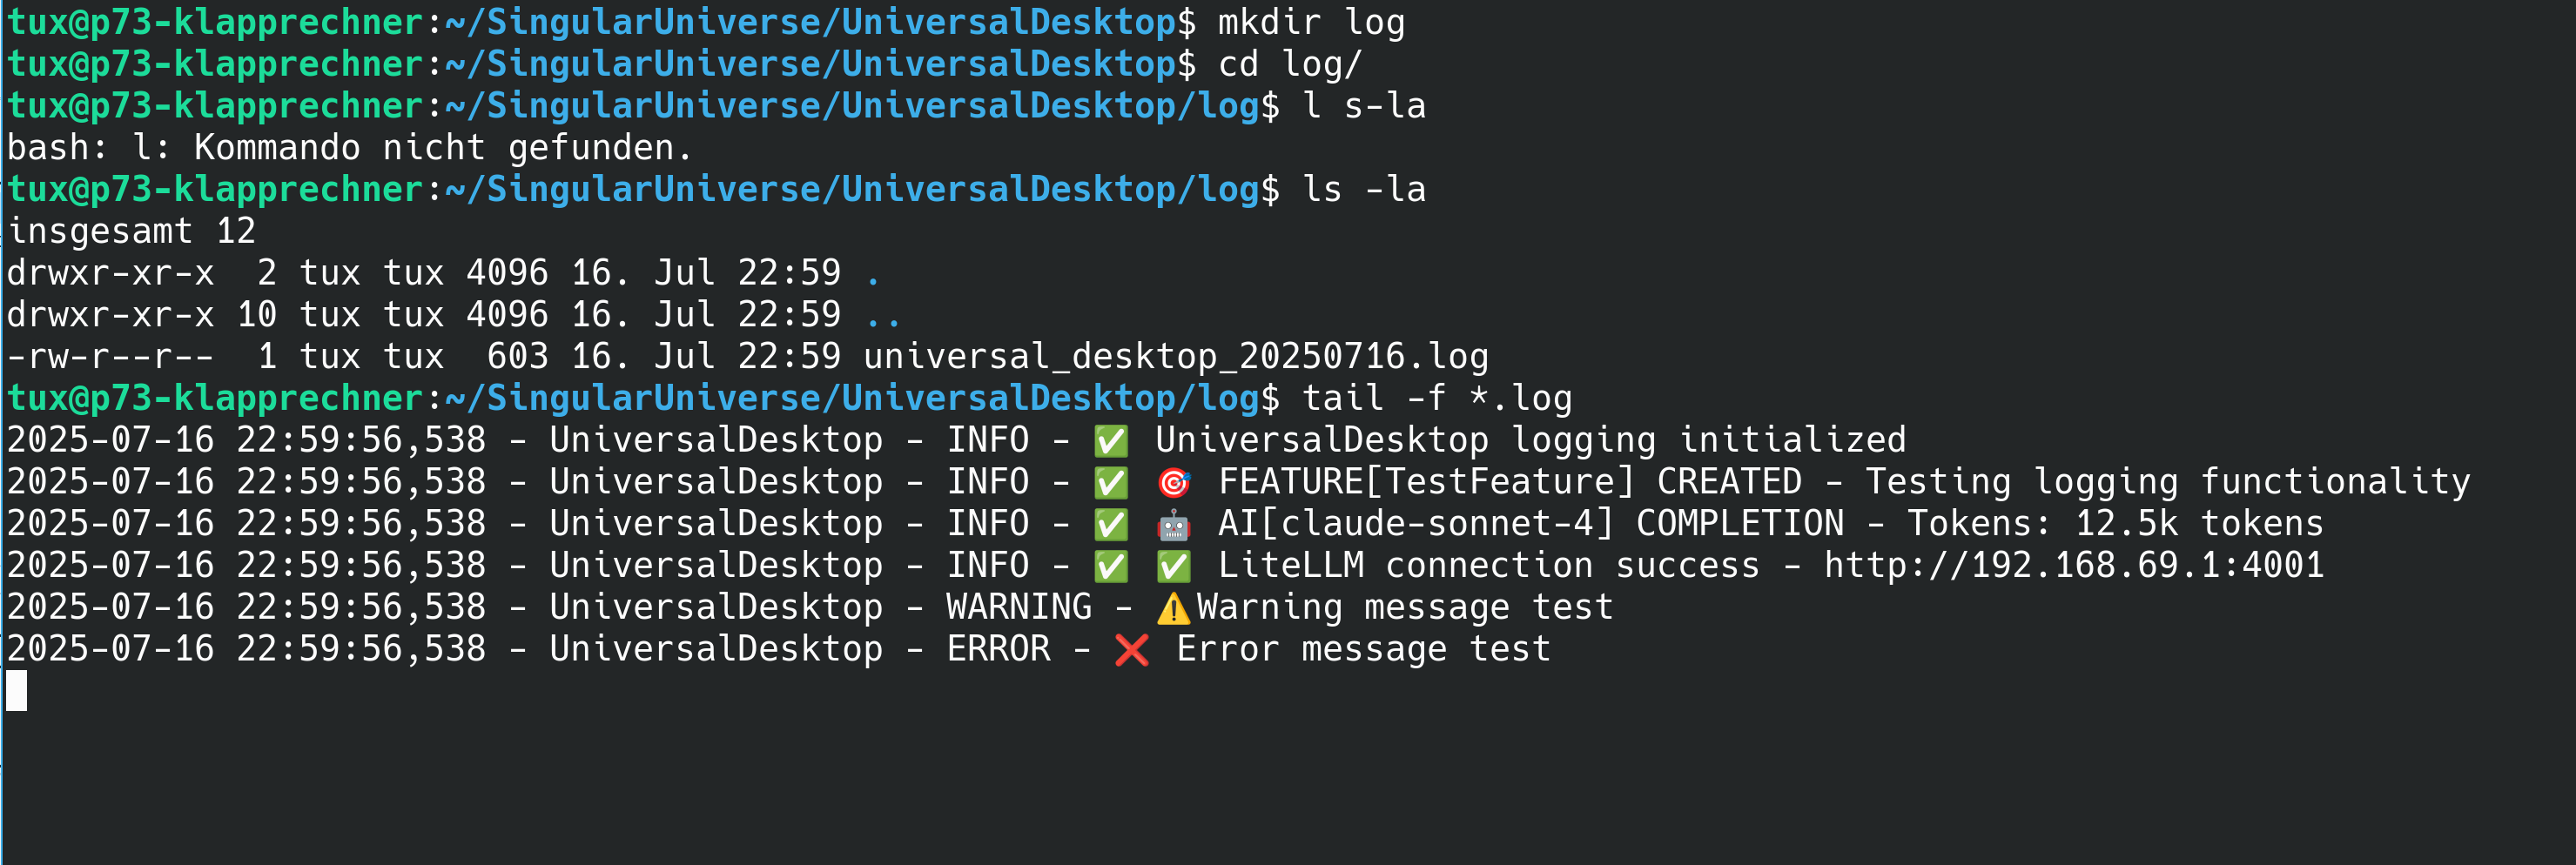 tux@p73-klapprechner:~/SingularUniverse/UniversalDesktop$ mkdir log
tux@p73-klapprechner:~/SingularUniverse/UniversalDesktop$ cd log/
tux@p73-klapprechner:~/SingularUniverse/UniversalDesktop/log$ l s-la
bash: l: Kommando nicht gefunden.
tux@p73-klapprechner:~/SingularUniverse/UniversalDesktop/log$ ls -la
insgesamt 12
drwxr-xr-x  2 tux tux 4096 16. Jul 22:59 .
drwxr-xr-x 10 tux tux 4096 16. Jul 22:59 ..
-rw-r--r--  1 tux tux  603 16. Jul 22:59 universal_desktop_20250716.log
tux@p73-klapprechner:~/SingularUniverse/UniversalDesktop/log$ tail -f *.log
2025-07-16 22:59:56,538 - UniversalDesktop - INFO - ✅ UniversalDesktop logging initialized
2025-07-16 22:59:56,538 - UniversalDesktop - INFO - ✅ 🎯 FEATURE[TestFeature] CREATED - Testing logging functionality
2025-07-16 22:59:56,538 - UniversalDesktop - INFO - ✅ 🤖 AI[claude-sonnet-4] COMPLETION - Tokens: 12.5k tokens
2025-07-16 22:59:56,538 - UniversalDesktop - INFO - ✅ ✅ LiteLLM connection success - http://192.168.69.1:4001
2025-07-16 22:59:56,538 - UniversalDesktop - WARNING - ⚠️Warning message test
2025-07-16 22:59:56,538 - UniversalDesktop - ERROR - ❌ Error message test